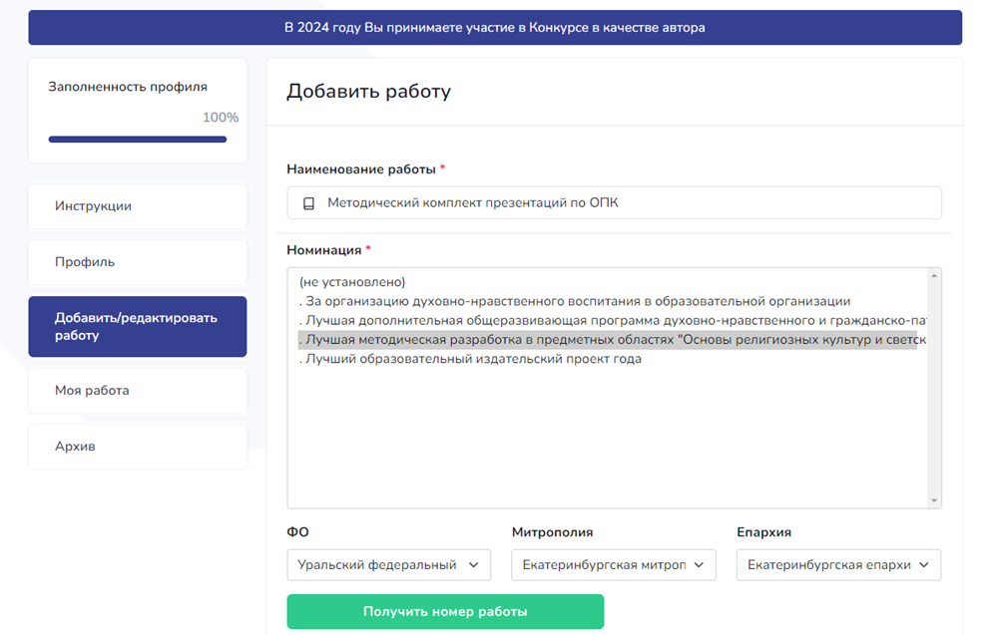 В 2024 году Вы принимаете участие в Конкурсе в качестве автора
Заполненность профиля
100%
Инструкции
Профиль
Добавить/редактировать
работу
Моя работа
Архив
Добавить работу
Наименование работы *
Методический комплект презентаций по ОПК
Номинация *
(не установлено)
. За организацию духовно-нравственного воспитания в образовательной организации
. Лучшая дополнительная общеразвивающая программа духовно-нравственного и гражданско-пат
. Лучшая методическая разработка в предметных областях "Основы религиозных культур и светск
. Лучший образовательный издательский проект года
ФО
Митрополия
Епархия
Уральский федеральный
Екатеринбургская митроп
Екатеринбургская епархи
Получить номер работы